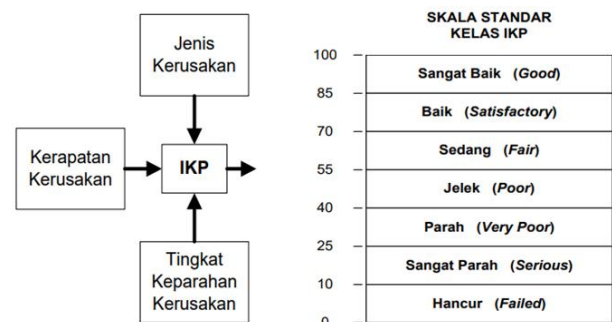 Jenis
Kerusakan
Kerapatan
Kerusakan
IKP
Tingkat
Keparahan
Kerusakan
SKALA STANDAR
KELAS IKP
100
Sangat Baik (Good)
85
Baik (Satisfactory)
70
Sedang (Fair)
55
Jelek (Poor)
40
Parah (Very Poor)
25
Sangat Parah (Serious)
10
Hancur (Failed)
0